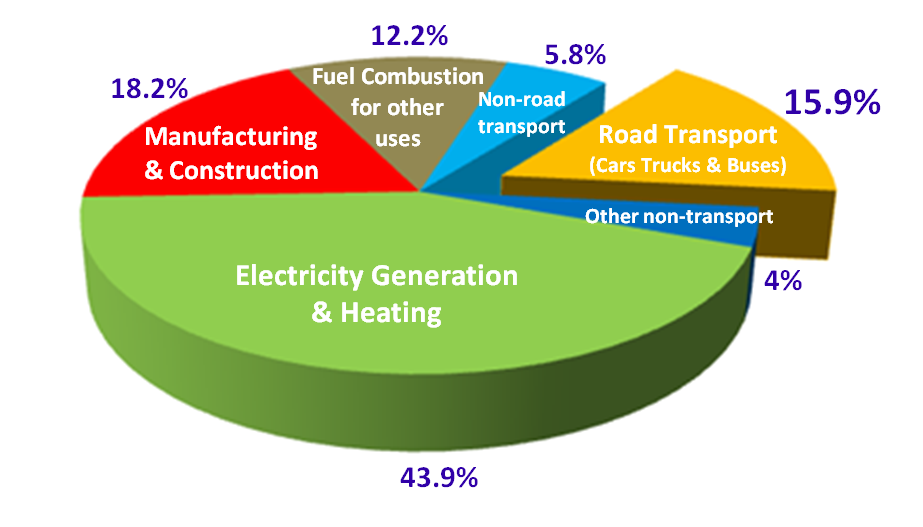 12.2%
5.8%
18.2%
15.9%
Fuel Combustion
for other
uses
Non-road
transport
Manufacturing
& Construction
Road Transport
(Cars Trucks & Buses)
Other non-transport
Electricity Generation
& Heating
4%
43.9%